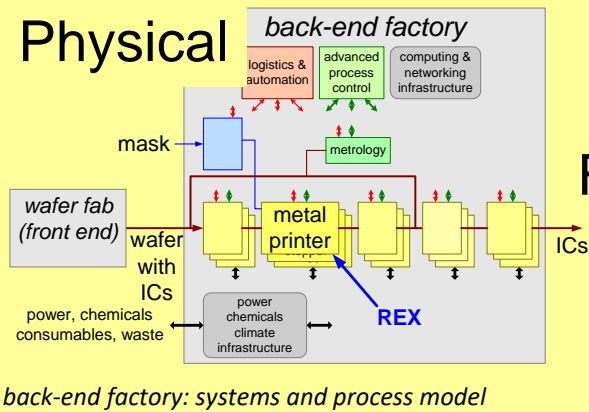 Physical
back-end factory
logistics &
automation
advanced
process
control
computing &
networking
infrastructure
mask
metrology
wafer fab
(front end)
metal
printer
wafer
with
ICs
ICs
power, chemicals
consumables, waste
power
chemicals
climate
infrastructure
REX
back-end factory: systems and process model